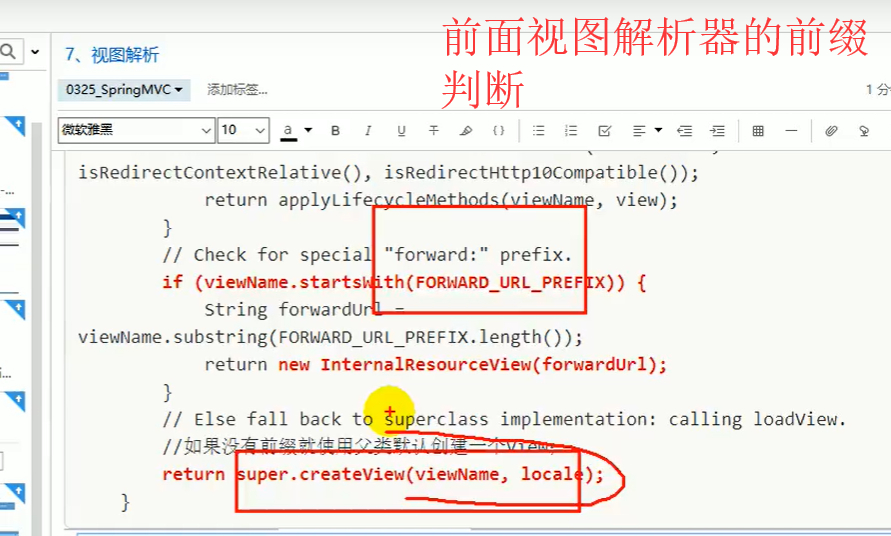 前面视图解析器的前缀
判断
7、视图解析
0325_SpringMVC
添加标签...
1 分
微软雅黑
10
a
B
I
U
T
{}
isRedirectContextRelative(), isRedirectHttp10Compatible());
return applyLifecycleMethods(viewName, view);
}
// Check for special "forward:" prefix.
if (viewName.startsWith(FORWARD_URL_PREFIX)) {
String forwardUrl =
viewName.substring(FORWARD_URL_PREFIX.length());
return new InternalResourceView(forwardUrl);
}
// Else fall back to superclass implementation: calling loadView.
//如果没有前缀就使用父类默认创建一个View;
return super.createView(viewName, locale);
}